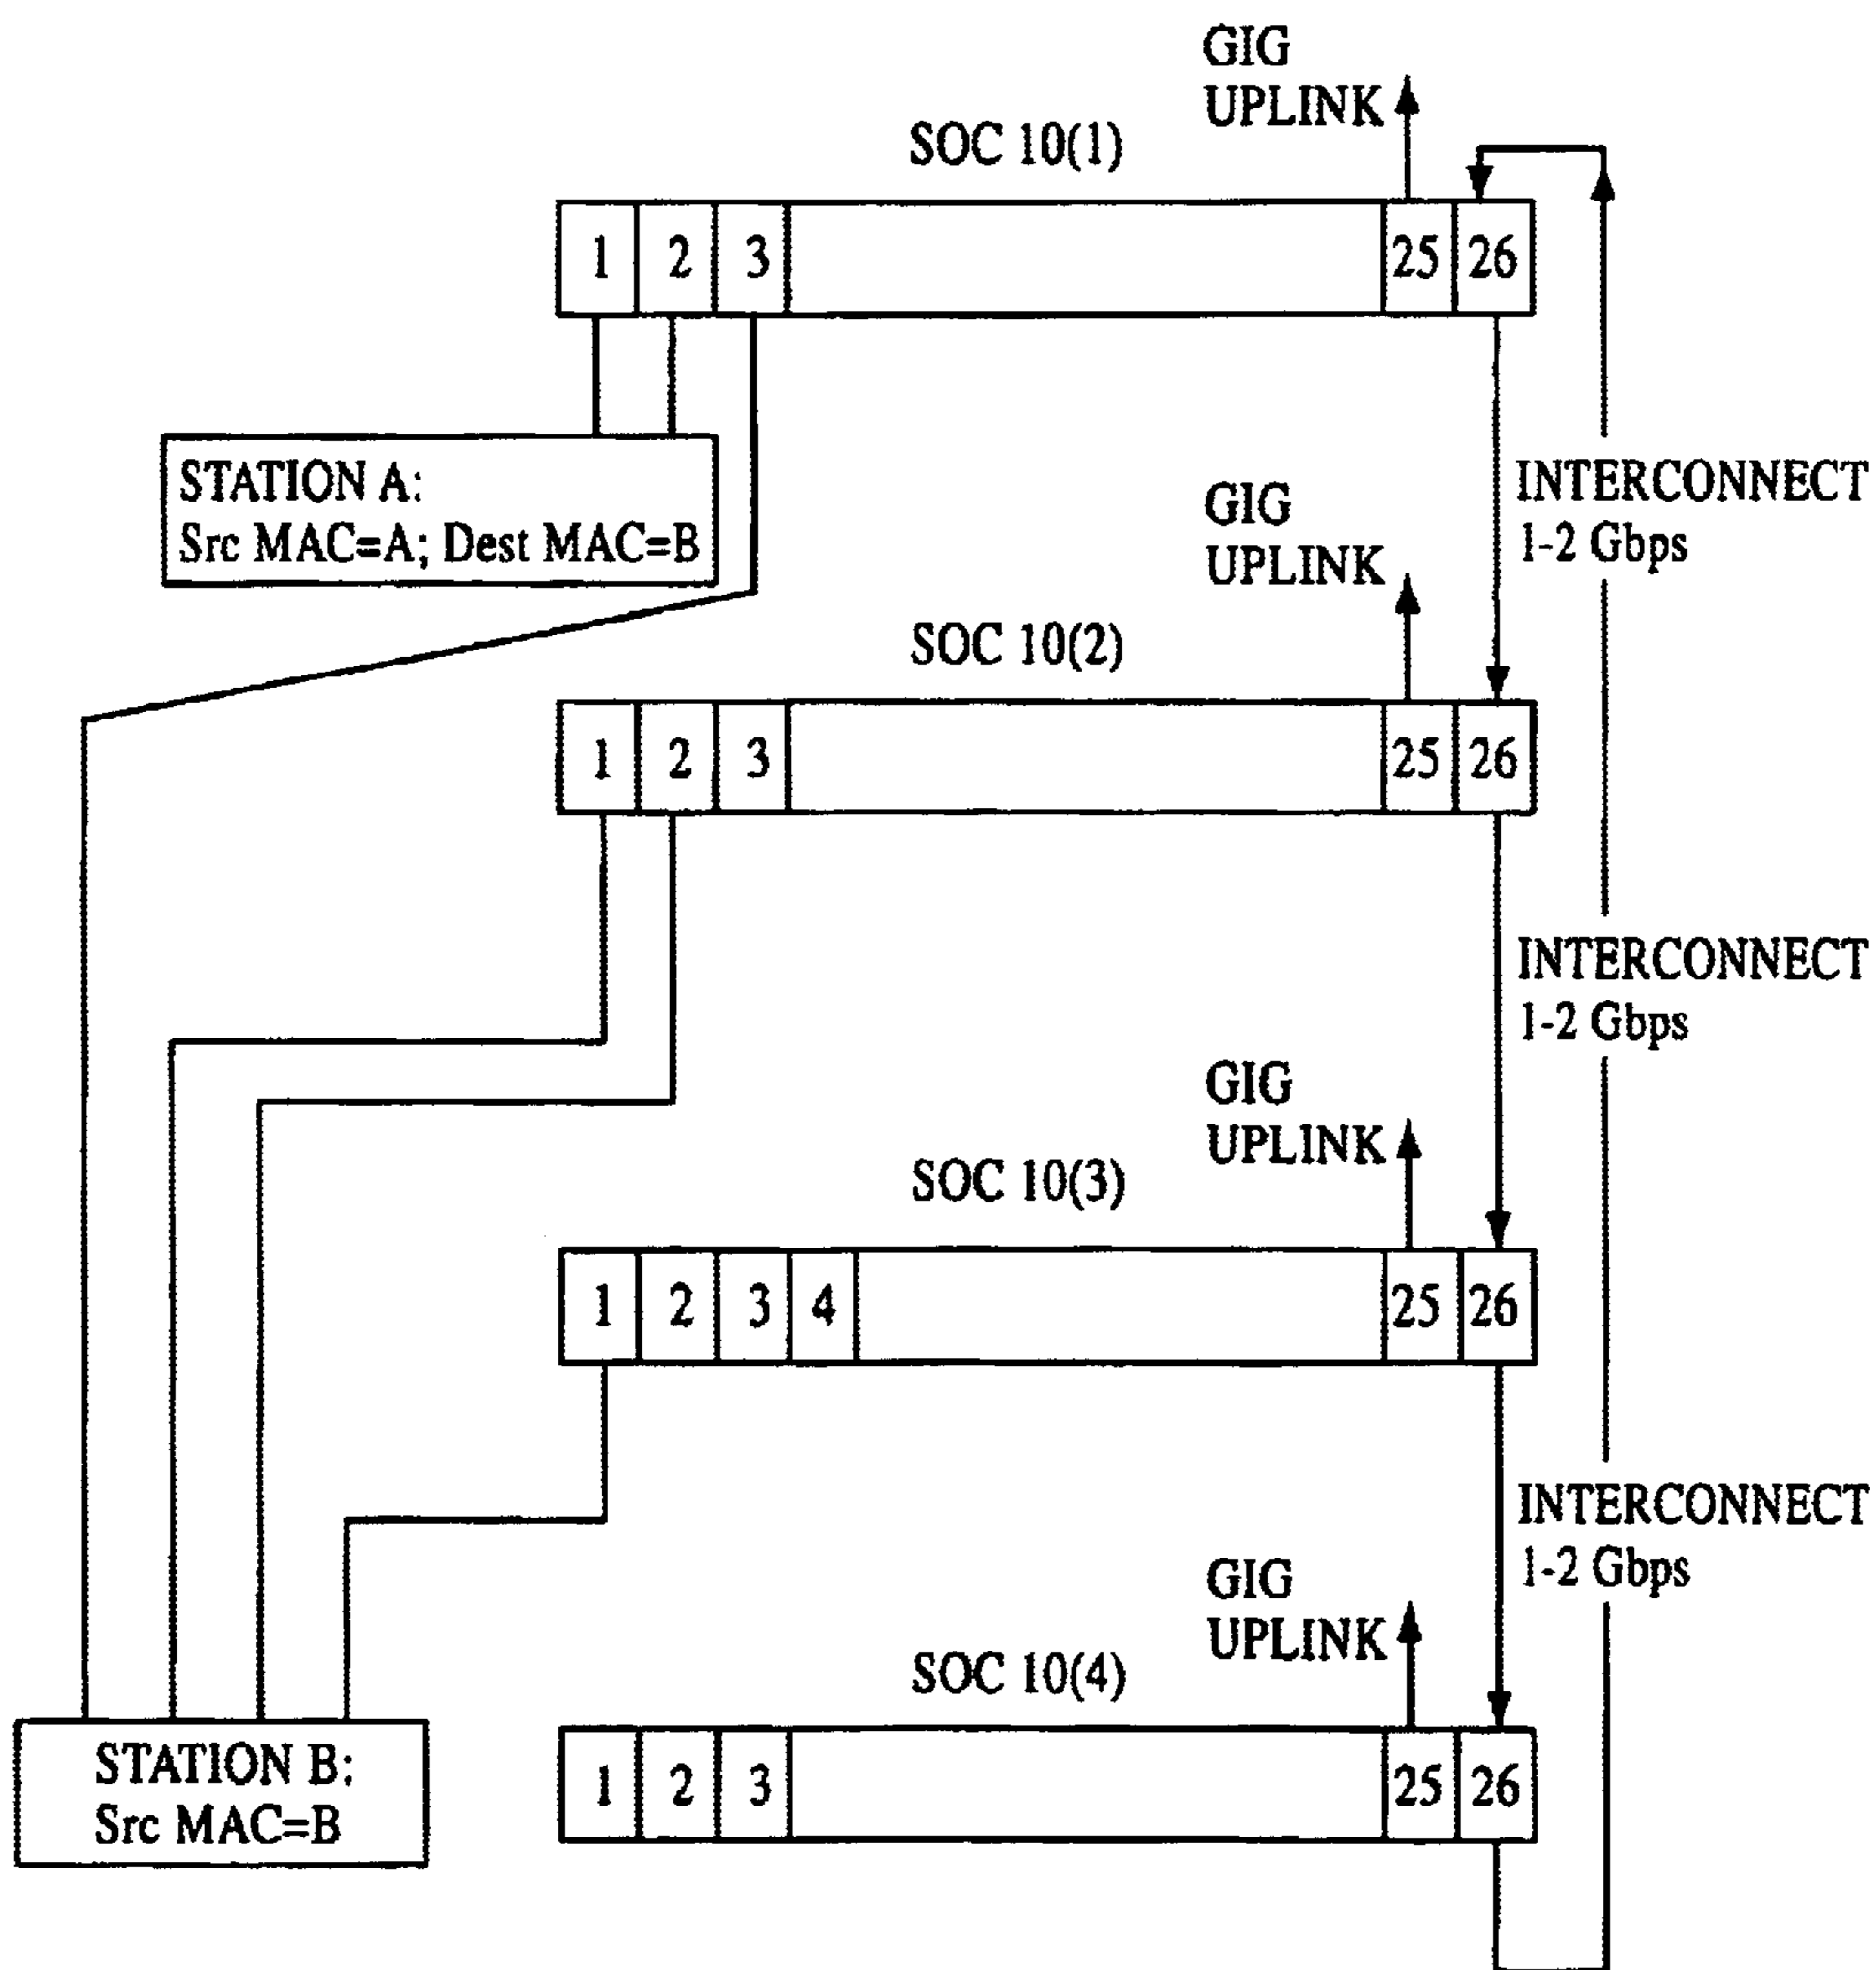 GIG
UPLINK
SOC 10(1)
1 2 3 25 26
STATION A:
Src MAC=A; Dest MAC=B
INTERCONNECT
1-2 Gbps
GIG
UPLINK
SOC 10(2)
1 2 3 25 26
INTERCONNECT
1-2 Gbps
GIG
UPLINK
SOC 10(3)
1 2 3 4 25 26
INTERCONNECT
1-2 Gbps
GIG
UPLINK
SOC 10(4)
1 2 3 25 26
STATION B:
Src MAC=B